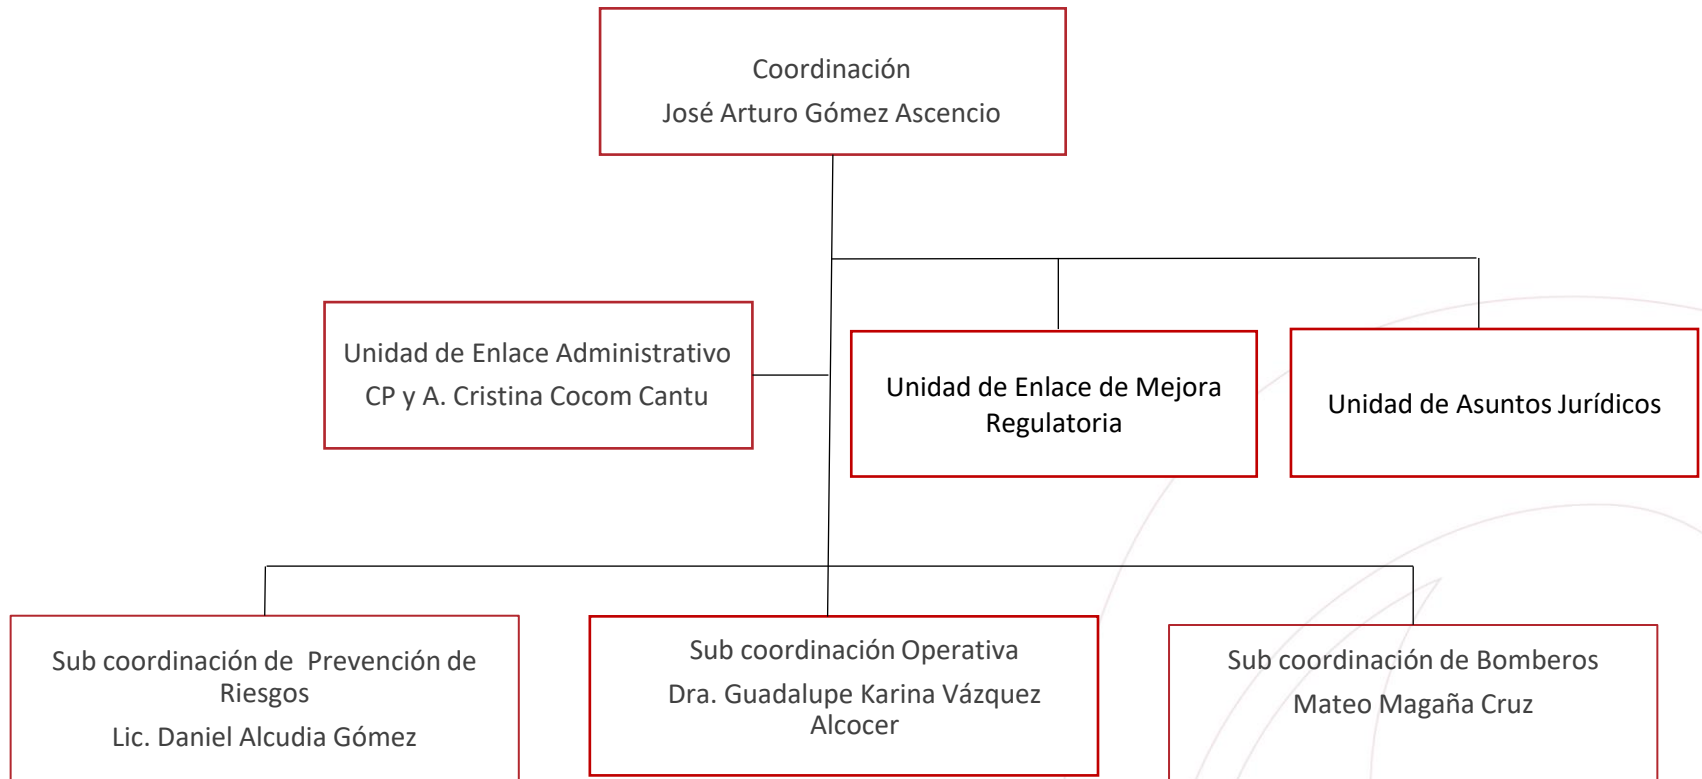 Coordinación
José Arturo Gómez Ascencio
Unidad de Enlace Administrativo
CP y A. Cristina Cocom Cantu
Unidad de Enlace de Mejora
Regulatoria
Unidad de Asuntos Jurídicos
Sub coordinación de  Prevención de
Riesgos
Lic. Daniel Alcudia Gómez
Sub coordinación Operativa
Dra. Guadalupe Karina Vázquez
Alcocer
Sub coordinación de Bomberos
Mateo Magaña Cruz